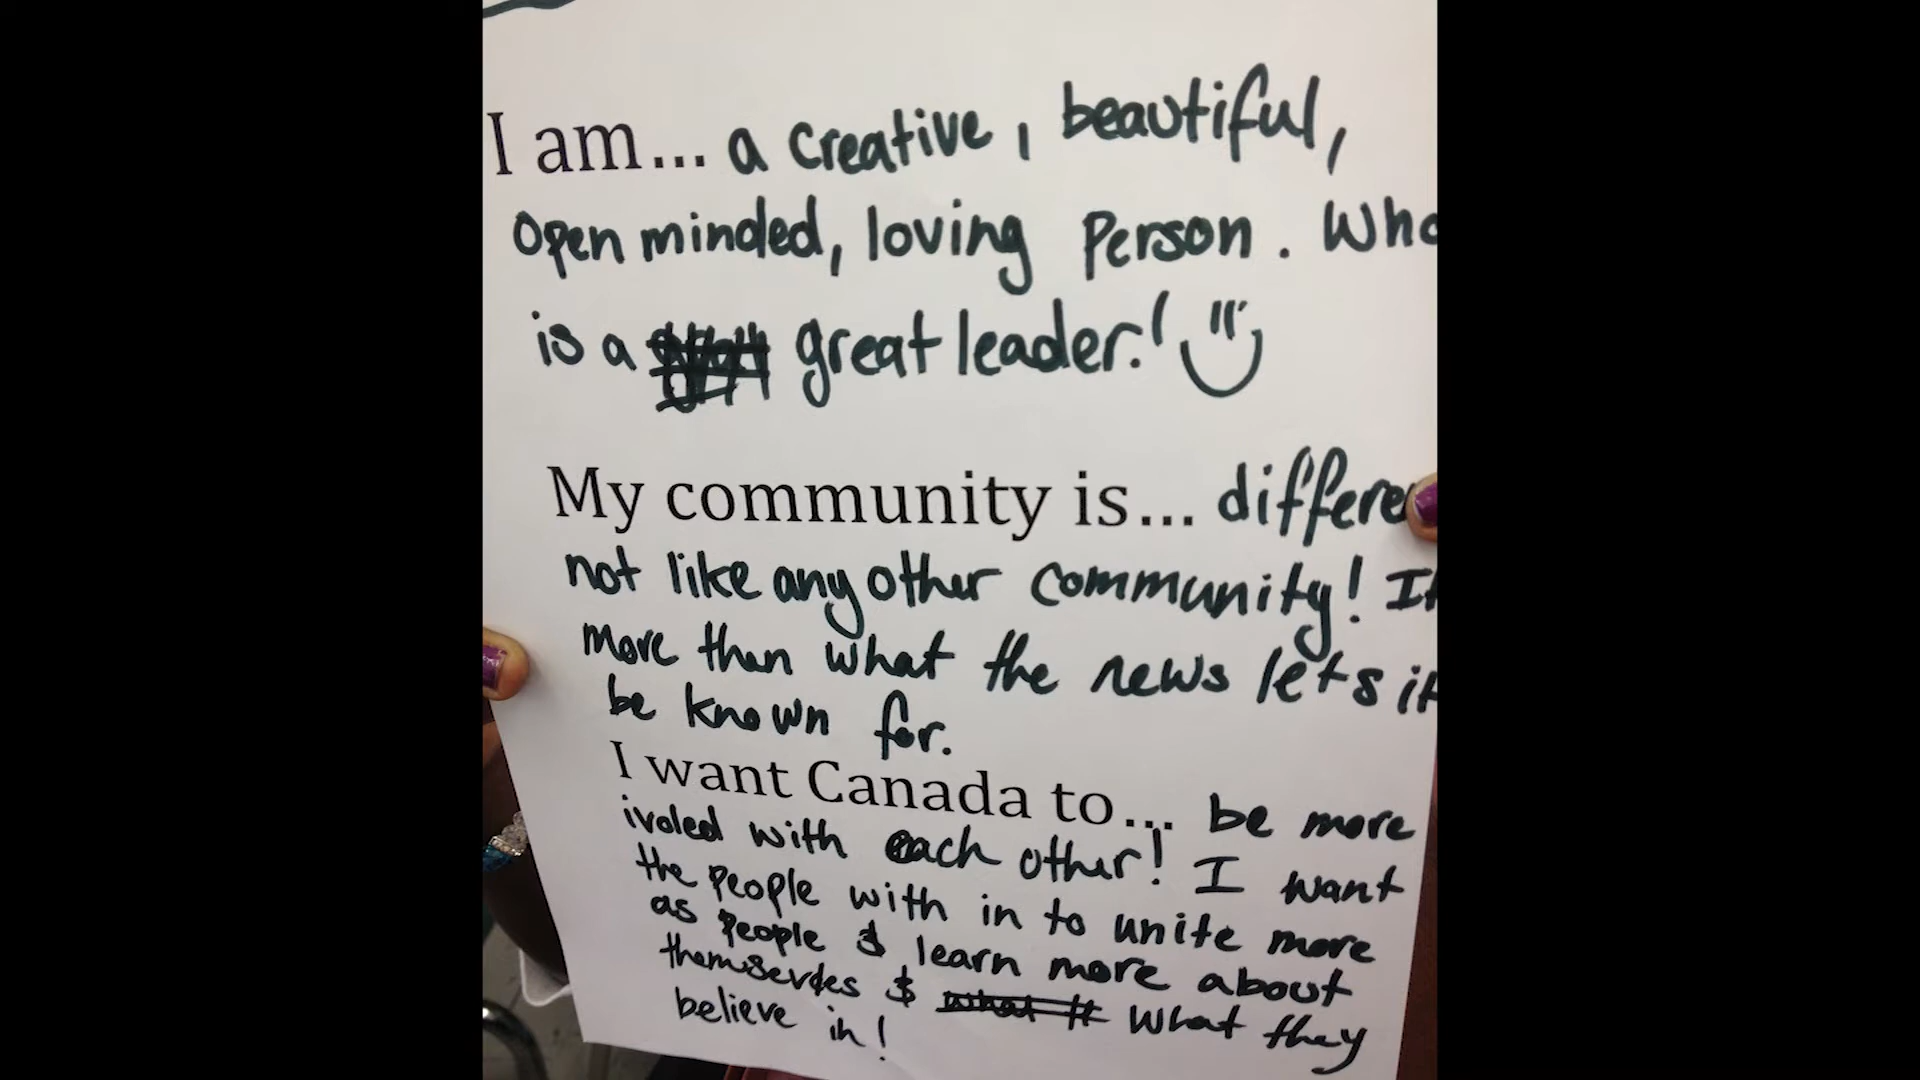 I am... a creative, beautiful,
Open minded, loving Person. Who
is a great leader!
My community is... differe
not like any other community! It
more then what the news lets it
be known for.
I want Canada to... be more
ivoled with each other! I want
the people with in to unite more
as people & learn more about
themselves & what they
believe in!